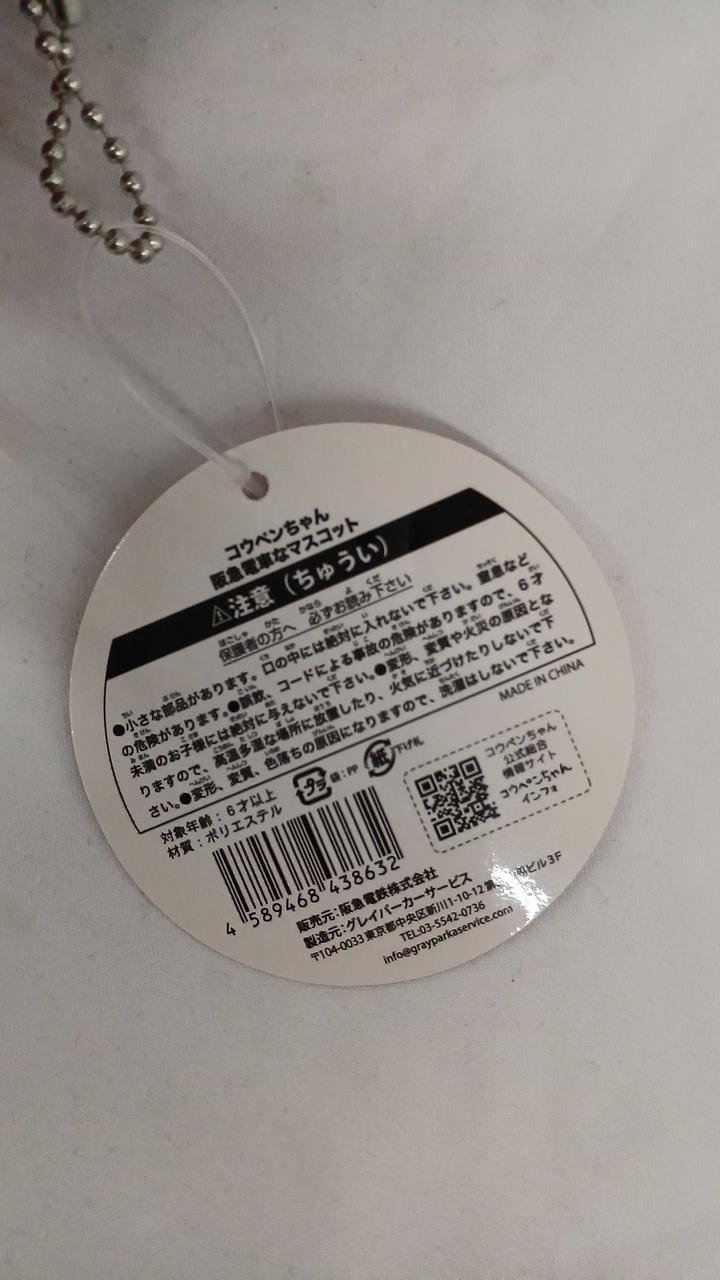 コウペンちゃん
阪急電車なマスコット
⚠注意（ちゅうい）
保護者の方へ 必ずお読み下さい
●小さな部品があります。口の中には絶対に入れないで下さい。窒息など
の危険があります。●誤飲、コードによる事故の危険がありますので、6才
未満のお子様には絶対に与えないで下さい。●変形、変質や火災の原因とな
りますので、高温多湿な場所に放置したり、火気に近づけたりしないで下
さい。●変形、変質、色落ちの原因になりますので、洗濯はしないで下さい。
MADE IN CHINA
対象年齢：6才以上
材質：ポリエステル
プラ
袋：PP
紙
下げ札
コウペンちゃん
公式総合
情報サイト
コウペンちゃん
インフォ
4 589468 438632
販売元：阪急電鉄株式会社
製造元：グレイパーカーサービス
〒104-0033 東京都中央区新川1-10-12 ビル3F
TEL:03-5542-0736
info@grayparkaservice.com